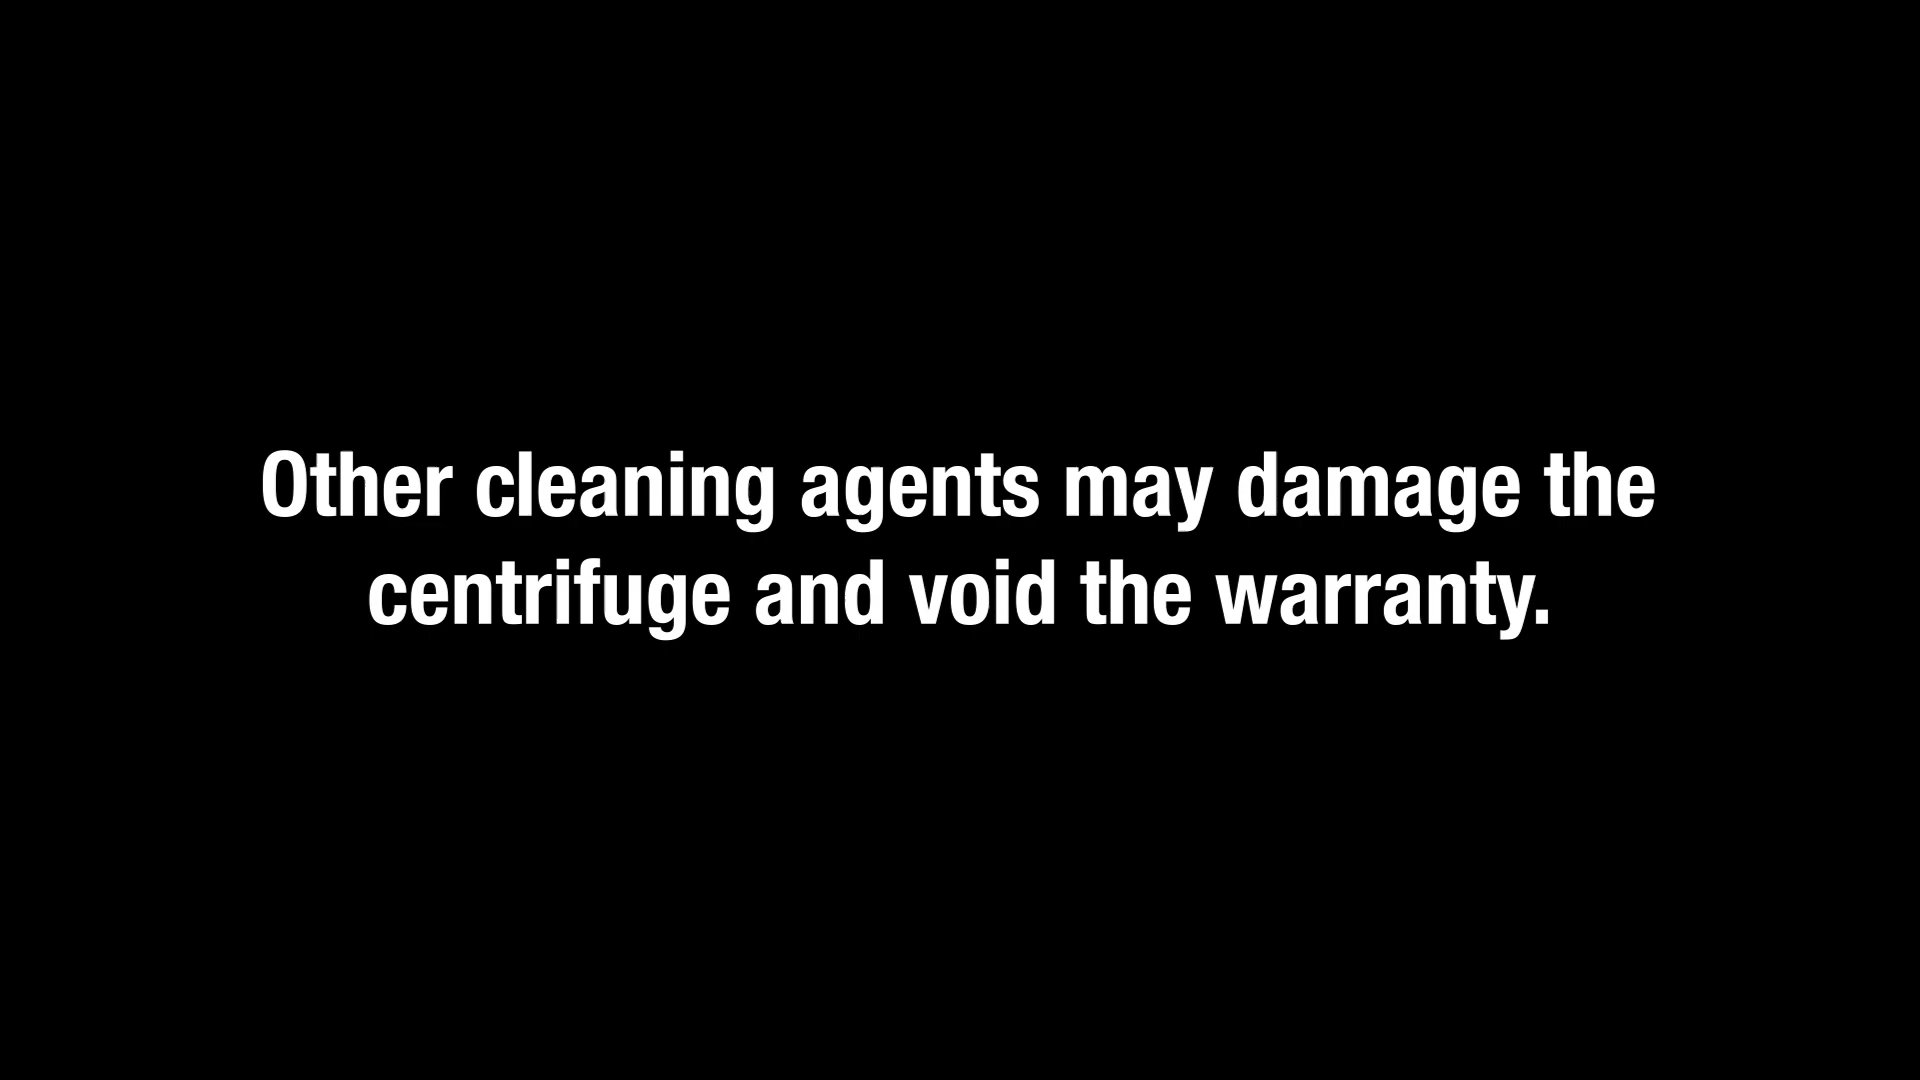 Other cleaning agents may damage the
centrifuge and void the warranty.